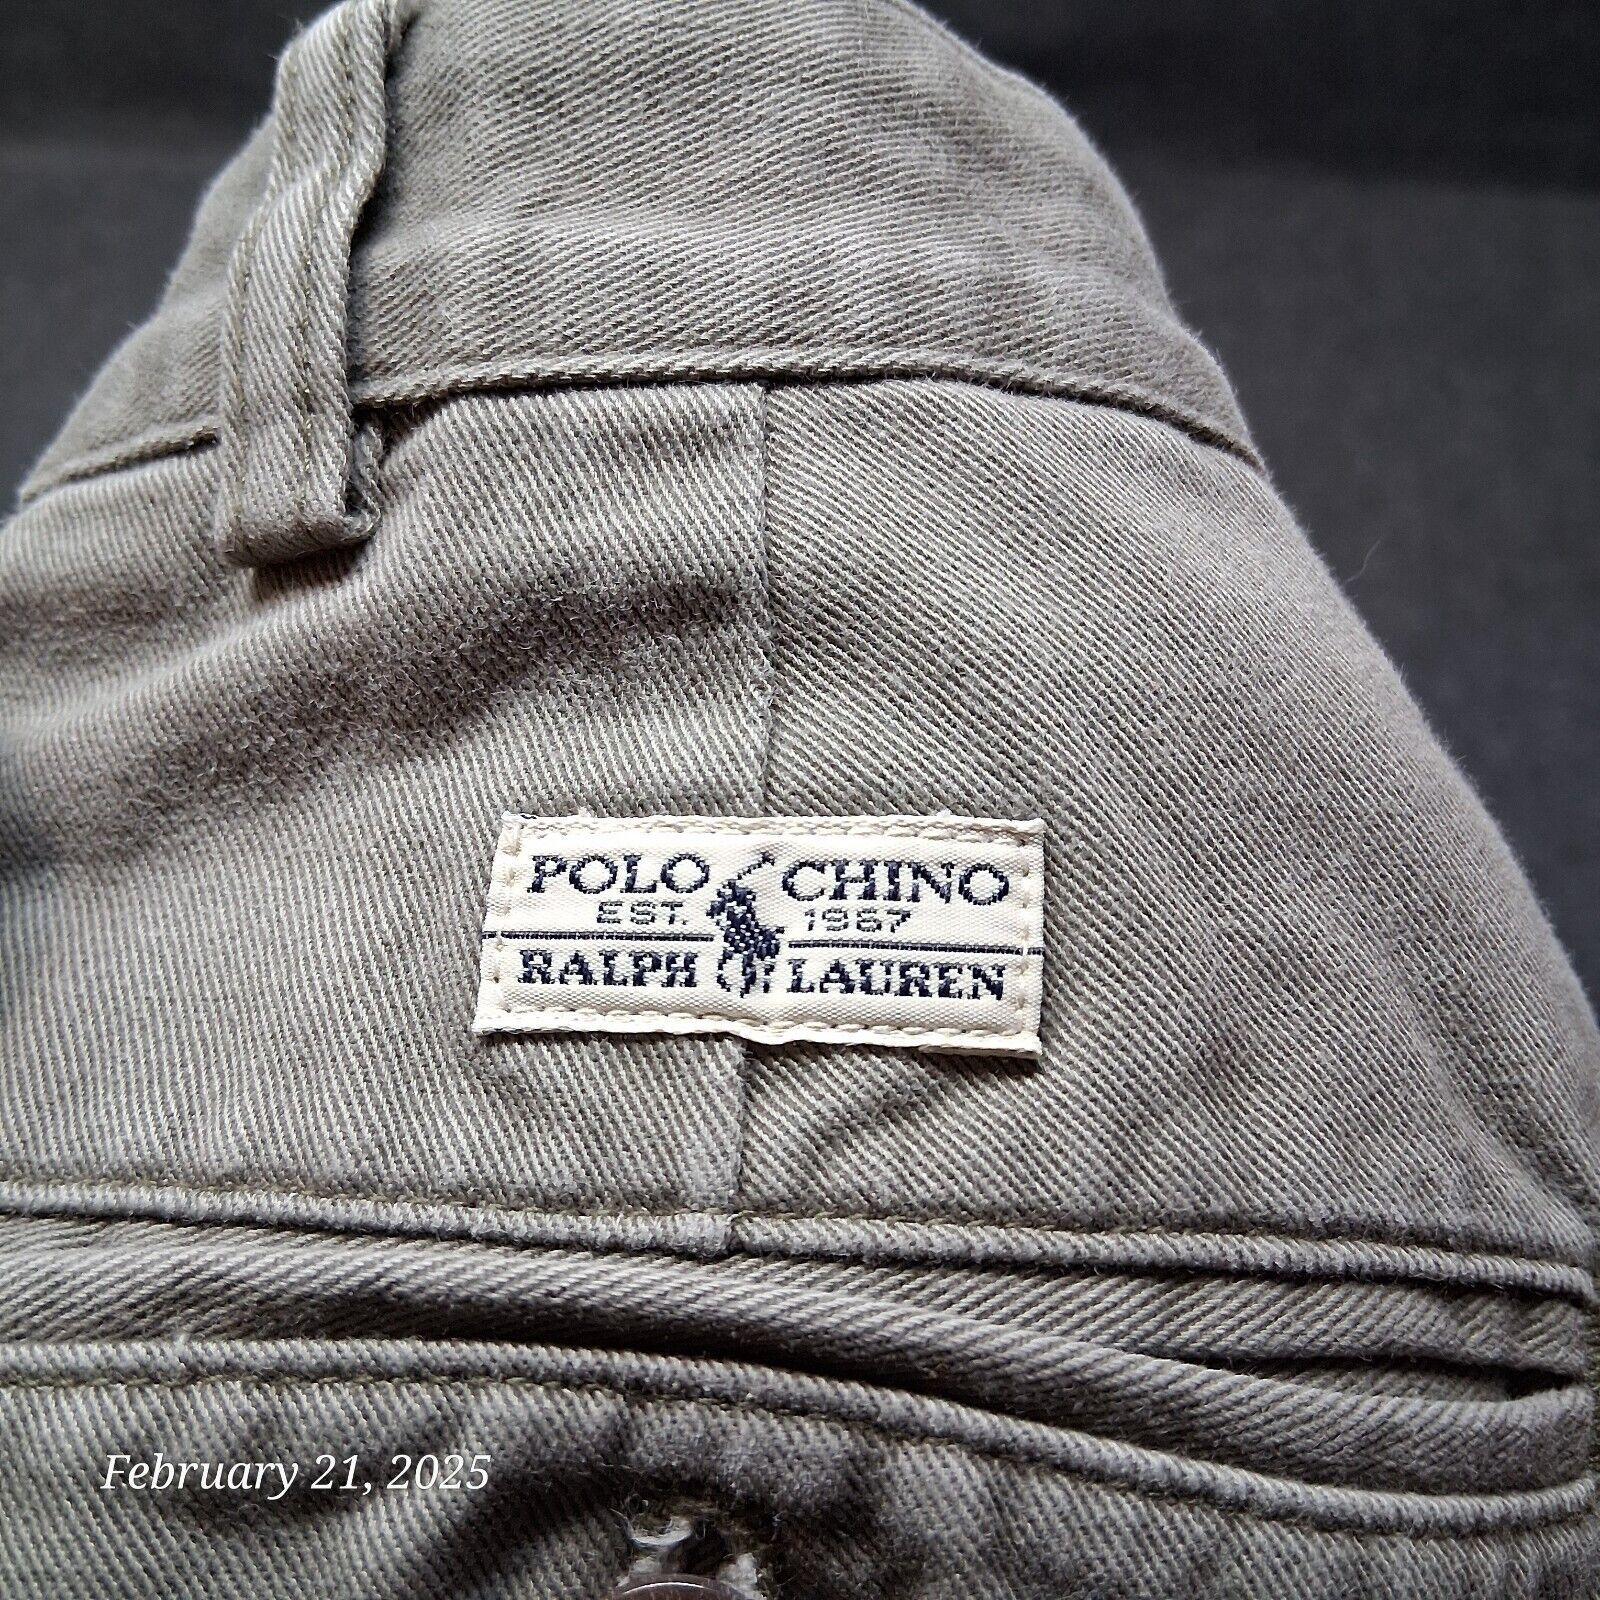 POLO CHINO
EST. 1967
RALPH LAUREN
February 21, 2025